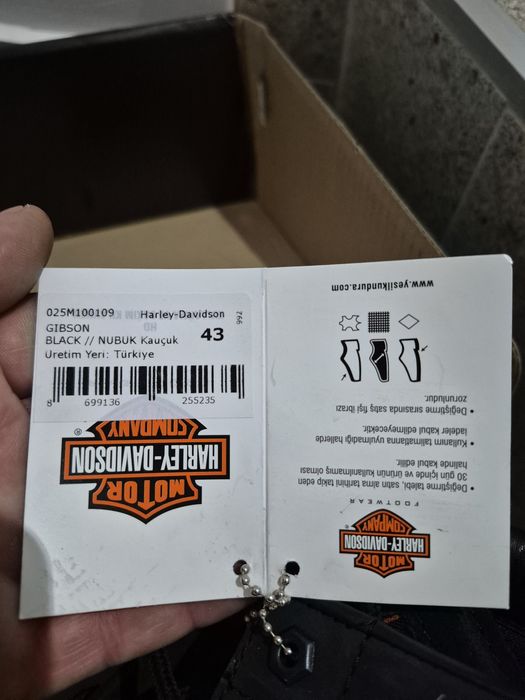 025M100109 Harley-Davidson
GIBSON
BLACK // NUBUK Kauçuk 43
Üretim Yeri: Türkiye
992
8 699136 255235
MOTOR
HARLEY-DAVIDSON
COMPANY
MOTOR
HARLEY-DAVIDSON
COMPANY
FOOTWEAR
• Değiştirme talebi, satın alma tarihini takip eden
30 gün içinde ve ürünün kullanılmamış olması
halinde kabul edilir.
• Kullanım talimatlarına uyulmadığı hallerde
iadeler kabul edilmeyecektir.
• Değiştirme sırasında satış fişi ibrazı
zorunludur.
www.yesilkundura.com